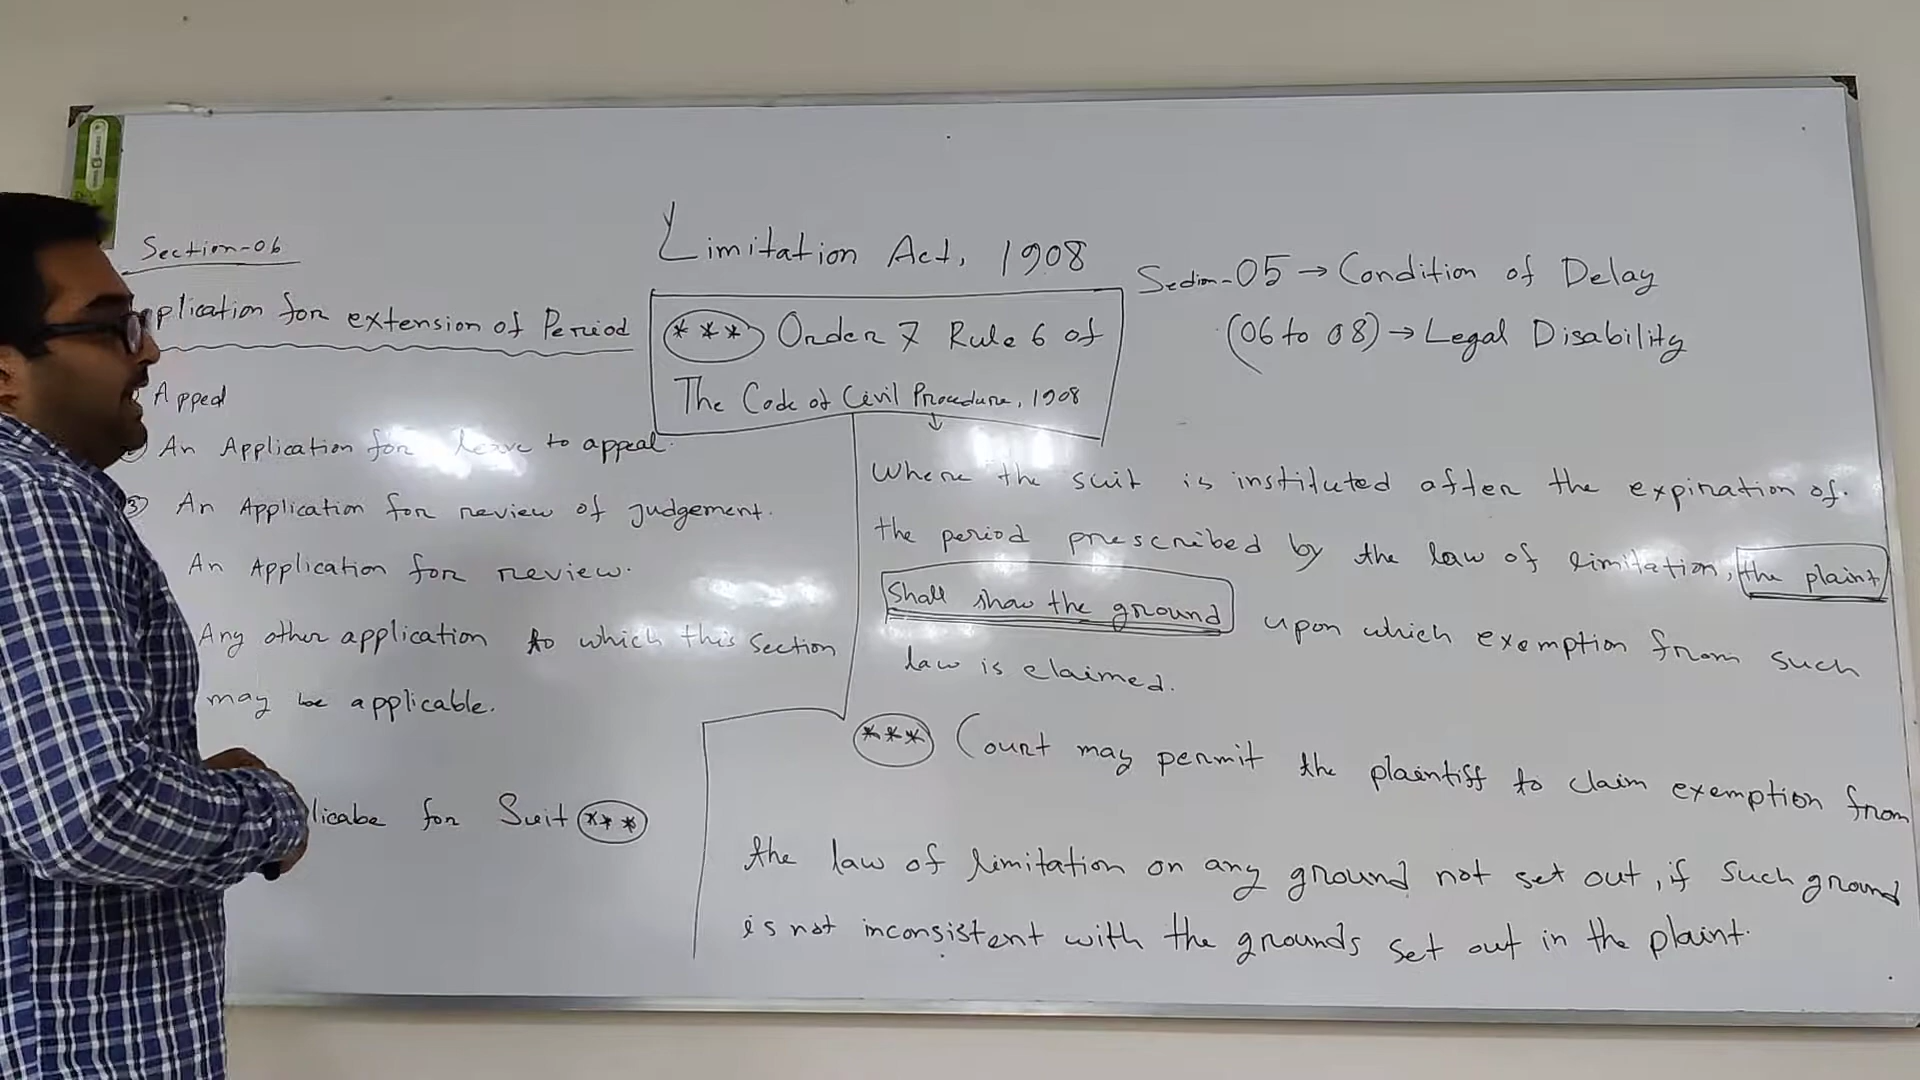 Limitation Act, 1908
Section-06
plication for extension of Period
Appeal
An Application for leave to appeal.
3) An Application for review of judgement.
An Application for review.
Any other application to which this section
may be applicable.
licabe for Suit ***
*** Order 7 Rule 6 of
The Code of Civil Procedure, 1908
Section-05 → Condition of Delay
(06 to 08) → Legal Disability
Where the suit is instituted after the expiration of
the period prescribed by the law of limitation, the plaint
Shall show the ground upon which exemption from such
law is claimed.
*** Court may permit the plaintiff to claim exemption from
the law of limitation on any ground not set out, if such ground
is not inconsistent with the grounds set out in the plaint.